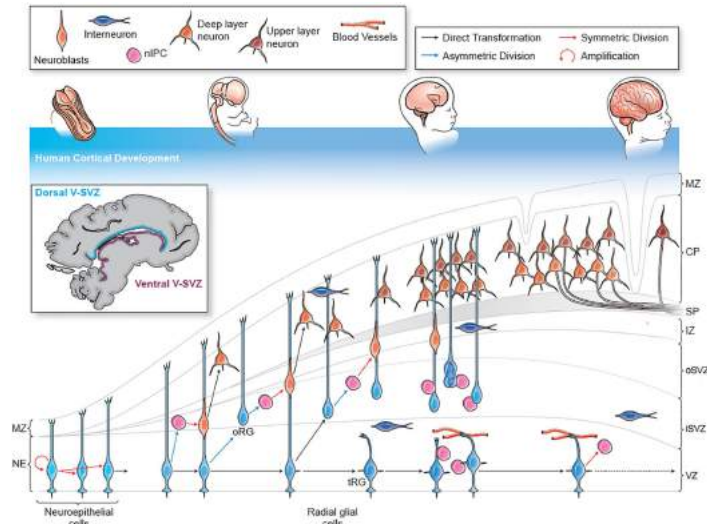 Neuroblasts
Interneuron
nIPC
Deep layer
neuron
Upper layer
neuron
Blood Vessels
Direct Transformation
Symmetric Division
Asymmetric Division
Amplification
Human Cortical Development
Dorsal V-SVZ
Ventral V-SVZ
MZ
CP
SP
IZ
oSVZ
iSVZ
VZ
MZ
NE
oRG
tRG
Neuroepithelial
cells
Radial glial
cells